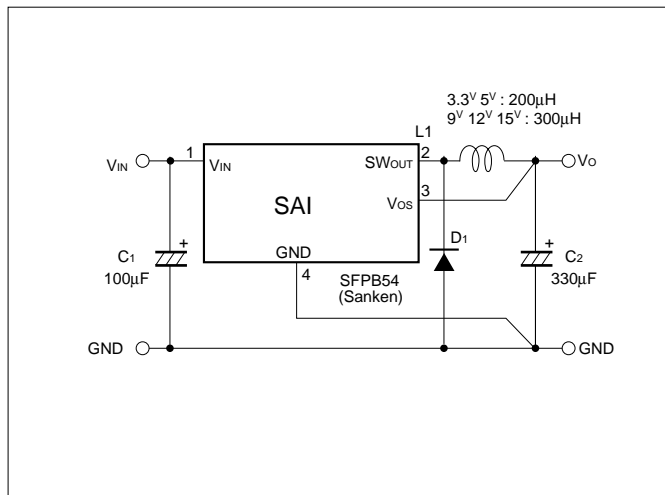 3.3V 5V : 200μH
9V 12V 15V : 300μH
L1
VIN
1
VIN
SWOUT
2
VO
SAI
VOS
3
GND
4
D1
C1
100μF
+
SFPB54
(Sanken)
C2
330μF
+
GND
GND